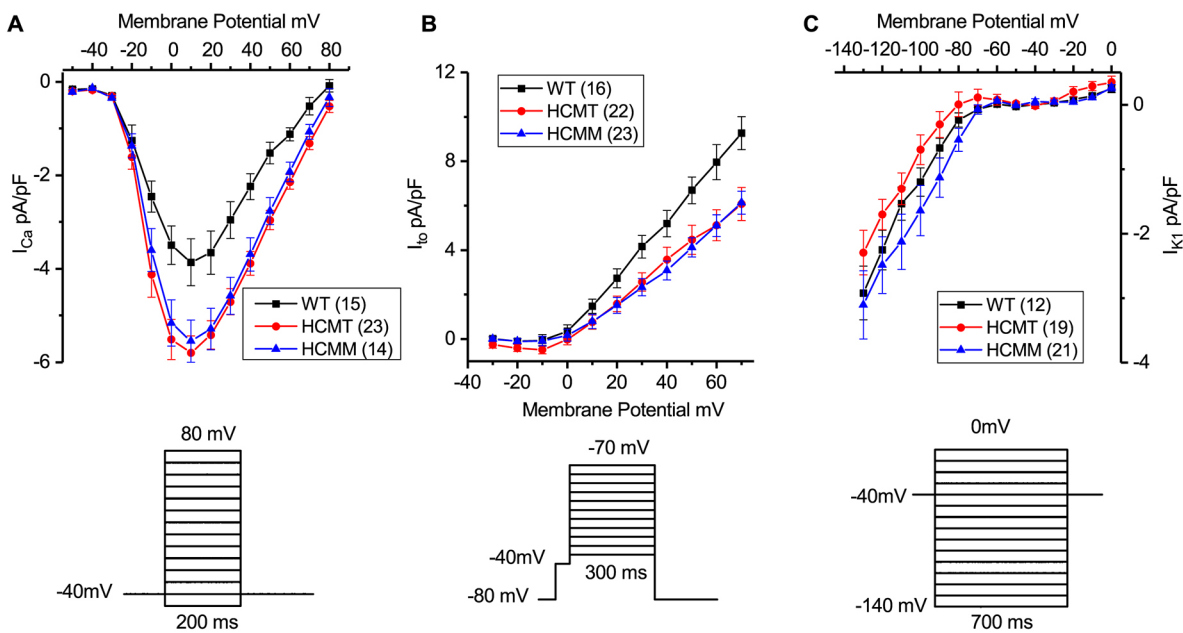 A
Membrane Potential mV
-40 -20 0 20 40 60 80
0
-2
-4
-6
I_Ca pA/pF
WT (15)
HCMT (23)
HCMM (14)
80 mV
-40mV
200 ms
B
12
8
4
0
I_to pA/pF
WT (16)
HCMT (22)
HCMM (23)
-40 -20 0 20 40 60
Membrane Potential mV
-70 mV
-40mV
-80 mV
300 ms
C
Membrane Potential mV
-140 -120 -100 -80 -60 -40 -20 0
0
-2
-4
I_K1 pA/pF
WT (12)
HCMT (19)
HCMM (21)
0mV
-40mV
-140 mV
700 ms